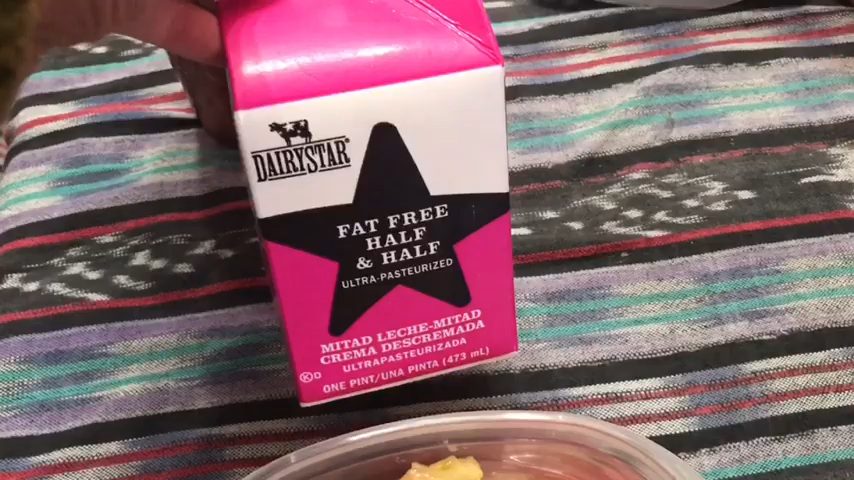 DAIRYSTAR
FAT FREE
HALF
& HALF
ULTRA-PASTEURIZED
MITAD LECHE-MITAD
CREMA DESCREMADA
ULTRAPASTEURIZADA
ONE PINT/UNA PINTA (473 mL)
K D